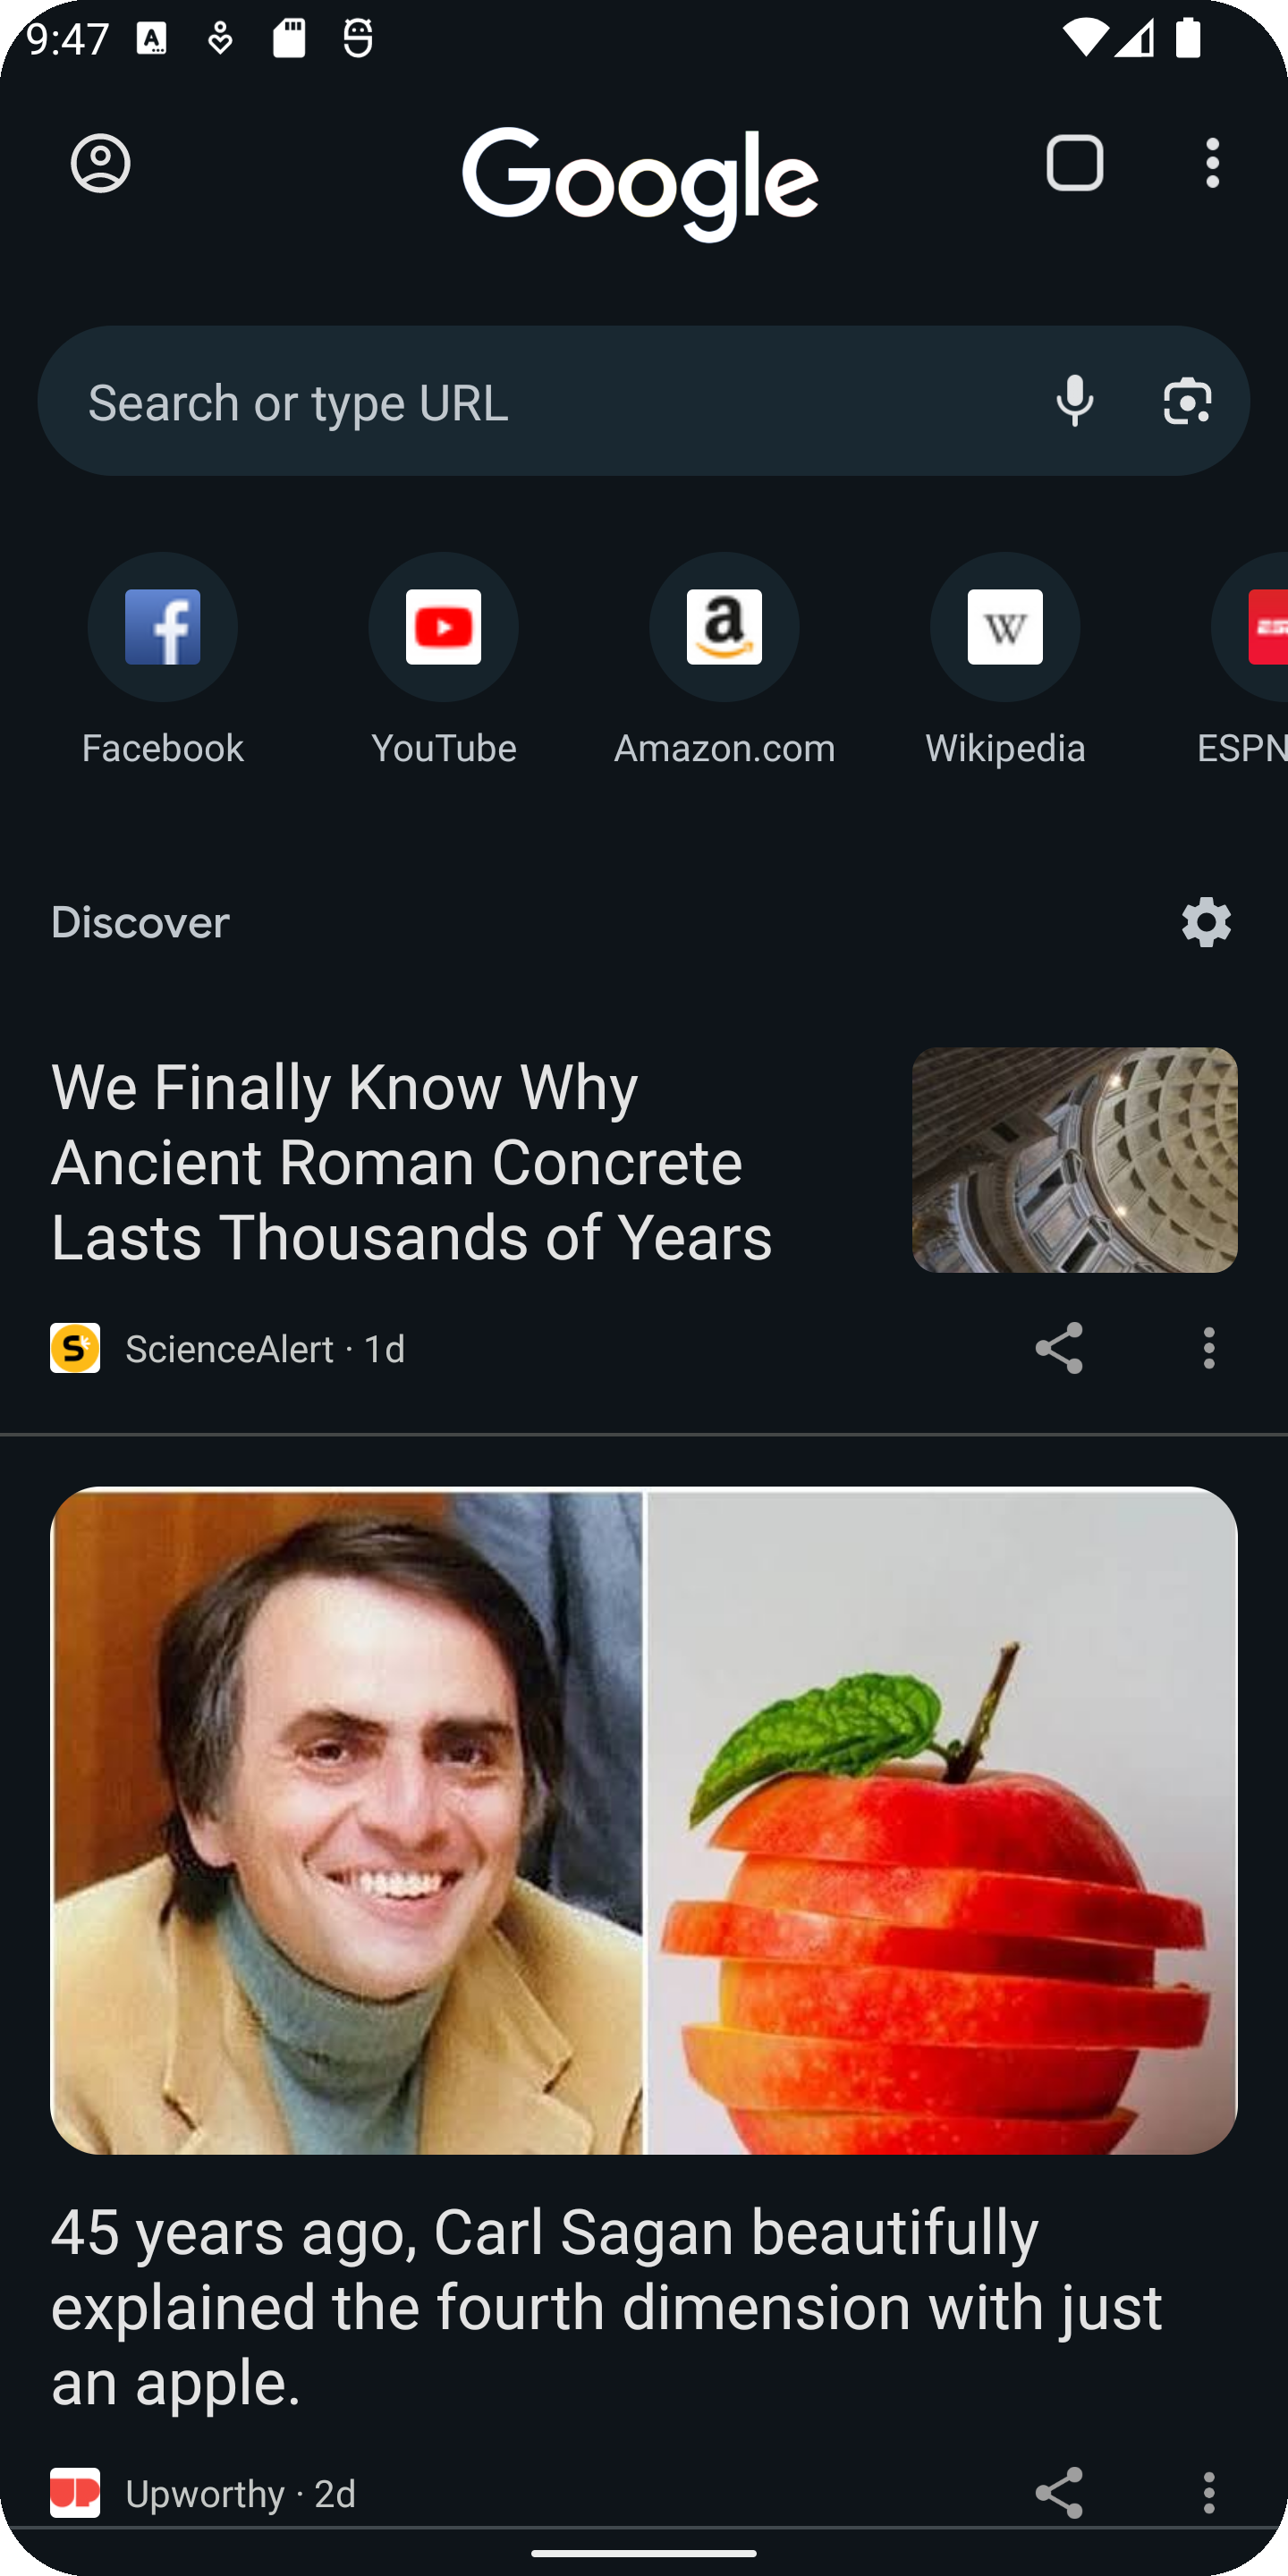 9:47
Google
Search or type URL
Facebook
YouTube
Amazon.com
Wikipedia
ESPN
Discover
We Finally Know Why
Ancient Roman Concrete
Lasts Thousands of Years
ScienceAlert · 1d
45 years ago, Carl Sagan beautifully
explained the fourth dimension with just
an apple.
Upworthy · 2d